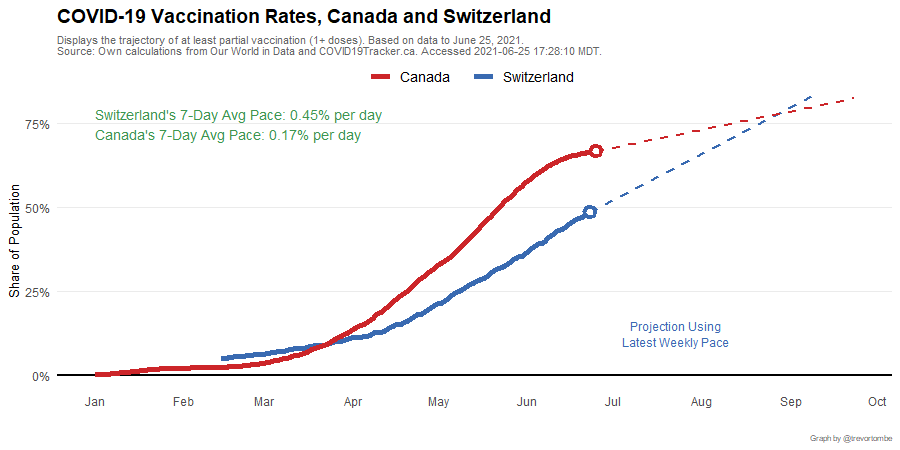 COVID-19 Vaccination Rates, Canada and Switzerland
Displays the trajectory of at least partial vaccination (1+ doses). Based on data to June 25, 2021.
Source: Own calculations from Our World in Data and COVID19Tracker.ca. Accessed 2021-06-25 17:28:10 MDT.
Canada Switzerland
Switzerland's 7-Day Avg Pace: 0.45% per day
Canada's 7-Day Avg Pace: 0.17% per day
75%
50%
25%
0%
Share of Population
Projection Using
Latest Weekly Pace
Jan Feb Mar Apr May Jun Jul Aug Sep Oct
Graph by @trevortombe